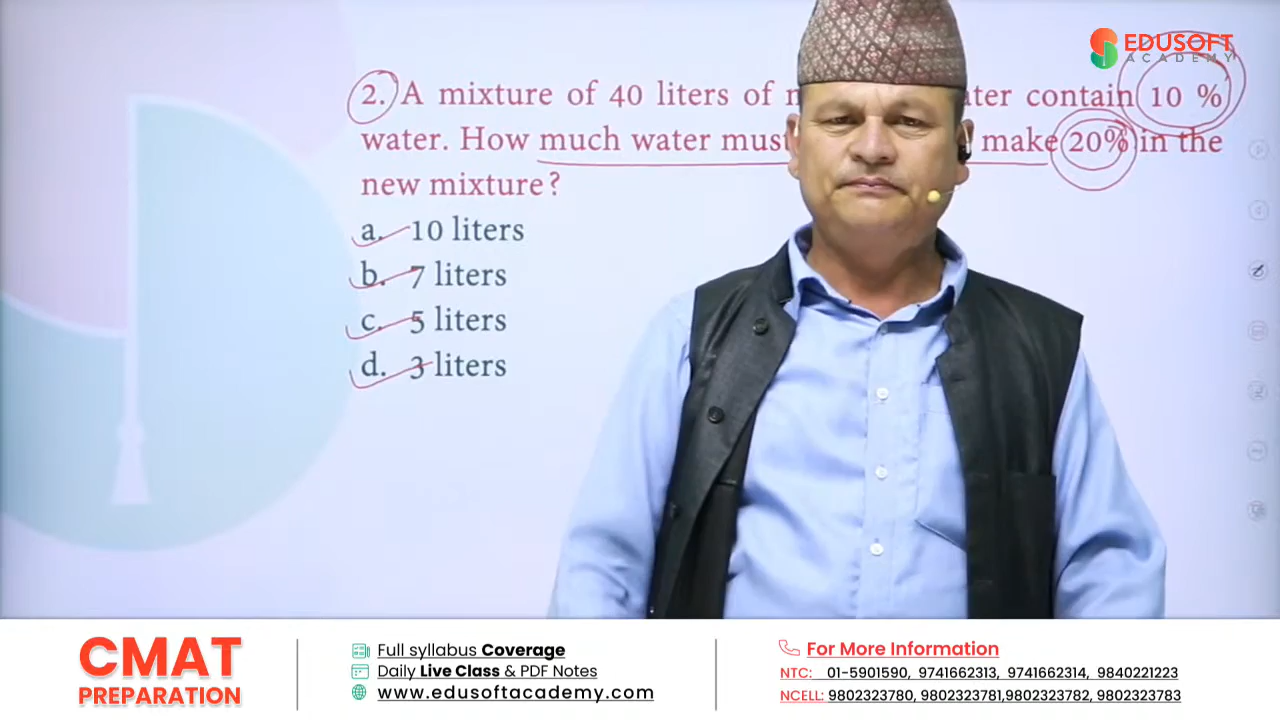 EDUSOFT
ACADEMY
2. A mixture of 40 liters of ater contain 10 %
water. How much water mus make 20% in the
new mixture?
a. 10 liters
b. 7 liters
c. 5 liters
d. 3 liters
CMAT
PREPARATION
Full syllabus Coverage
Daily Live Class & PDF Notes
www.edusoftacademy.com
For More Information
NTC: 01-5901590, 9741662313, 9741662314, 9840221223
NCELL: 9802323780, 9802323781,9802323782, 9802323783